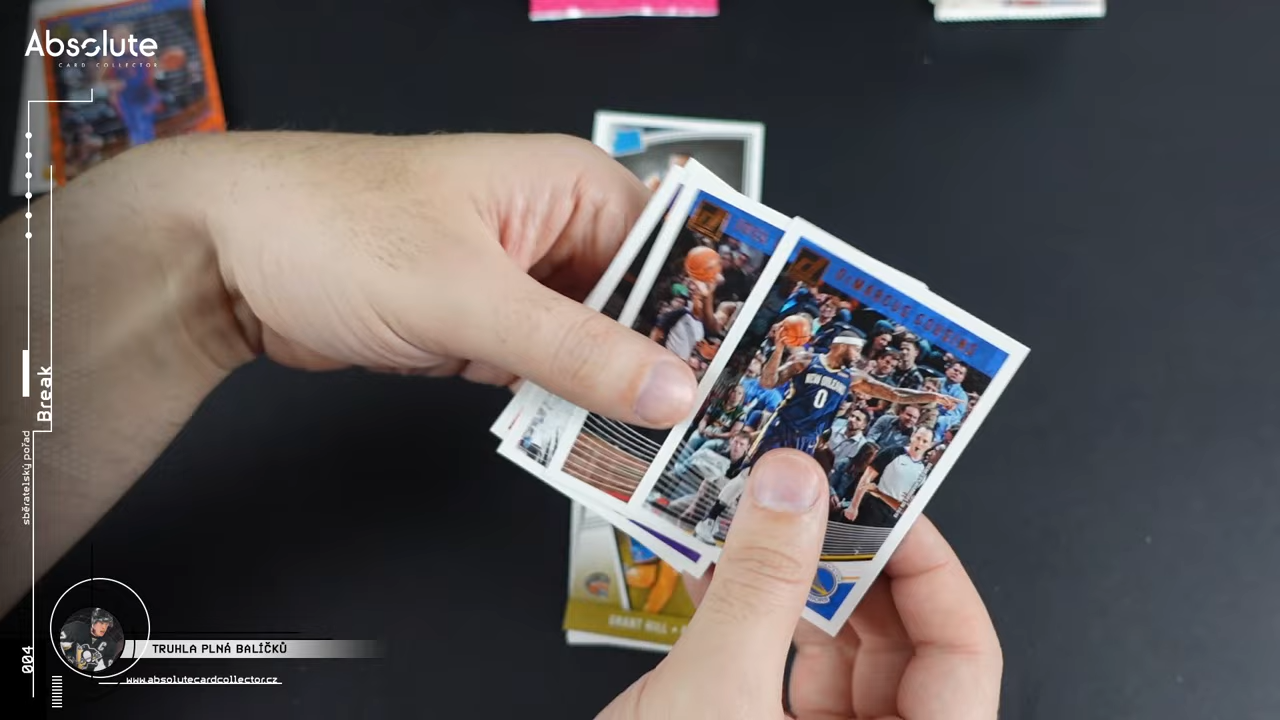 Absolute
CARD COLLECTOR
DEMARCUS COUSINS
NEW ORLEANS
0
GRANT HILL
Break
sběratelský pořad
004
TRUHLA PLNÁ BALÍČKŮ
www.absolutecardcollector.cz